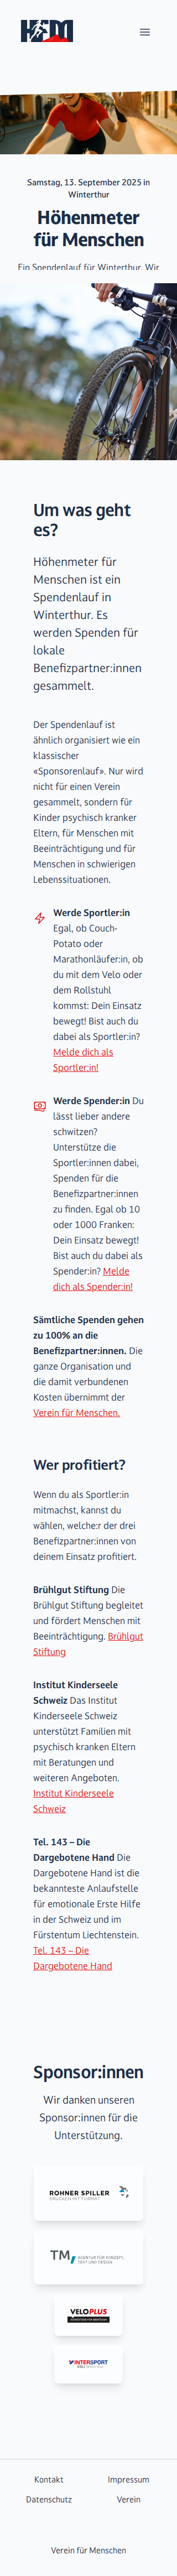 HFM
Samstag, 13. September 2025 in
Winterthur
Höhenmeter
für Menschen
Ein Spendenlauf für Winterthur. Wir
Um was geht
es?
Höhenmeter für
Menschen ist ein
Spendenlauf in
Winterthur. Es
werden Spenden für
lokale
Benefizpartner:innen
gesammelt.
Der Spendenlauf ist
ähnlich organisiert wie ein
klassischer
«Sponsorenlauf». Nur wird
nicht für einen Verein
gesammelt, sondern für
Kinder psychisch kranker
Eltern, für Menschen mit
Beeinträchtigung und für
Menschen in schwierigen
Lebenssituationen.
Werde Sportler:in
Egal, ob Couch-
Potato oder
Marathonläufer:in, ob
du mit dem Velo oder
dem Rollstuhl
kommst: Dein Einsatz
bewegt! Bist auch du
dabei als Sportler:in?
Melde dich als
Sportler:in!
Werde Spender:in Du
lässt lieber andere
schwitzen?
Unterstütze die
Sportler:innen dabei,
Spenden für die
Benefizpartner:innen
zu finden. Egal ob 10
oder 1000 Franken:
Dein Einsatz bewegt!
Bist auch du dabei als
Spender:in? Melde
dich als Spender:in!
Sämtliche Spenden gehen
zu 100% an die
Benefizpartner:innen. Die
ganze Organisation und
die damit verbundenen
Kosten übernimmt der
Verein für Menschen.
Wer profitiert?
Wenn du als Sportler:in
mitmachst, kannst du
wählen, welche:r der drei
Benefizpartner:innen von
deinem Einsatz profitiert.
Brühlgut Stiftung Die
Brühlgut Stiftung begleitet
und fördert Menschen mit
Beeinträchtigung. Brühlgut
Stiftung
Institut Kinderseele
Schweiz Das Institut
Kinderseele Schweiz
unterstützt Familien mit
psychisch kranken Eltern
mit Beratungen und
weiteren Angeboten.
Institut Kinderseele
Schweiz
Tel. 143 – Die
Dargebotene Hand Die
Dargebotene Hand ist die
bekannteste Anlaufstelle
für emotionale Erste Hilfe
in der Schweiz und im
Fürstentum Liechtenstein.
Tel. 143 – Die
Dargebotene Hand
Sponsor:innen
Wir danken unseren
Sponsor:innen für die
Unterstützung.
ROHNER SPILLER
DRUCKEN MIT FORMAT
TM/ AGENTUR FÜR KONZEPT,
TEXT UND DESIGN
VELOPLUS
INTERSPORT
Kontakt
Impressum
Datenschutz
Verein
Verein für Menschen